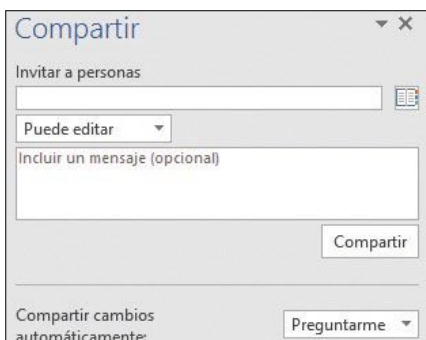 Compartir
Invitar a personas
Puede editar
Incluir un mensaje (opcional)
Compartir
Compartir cambios
automáticamente:
Preguntarme